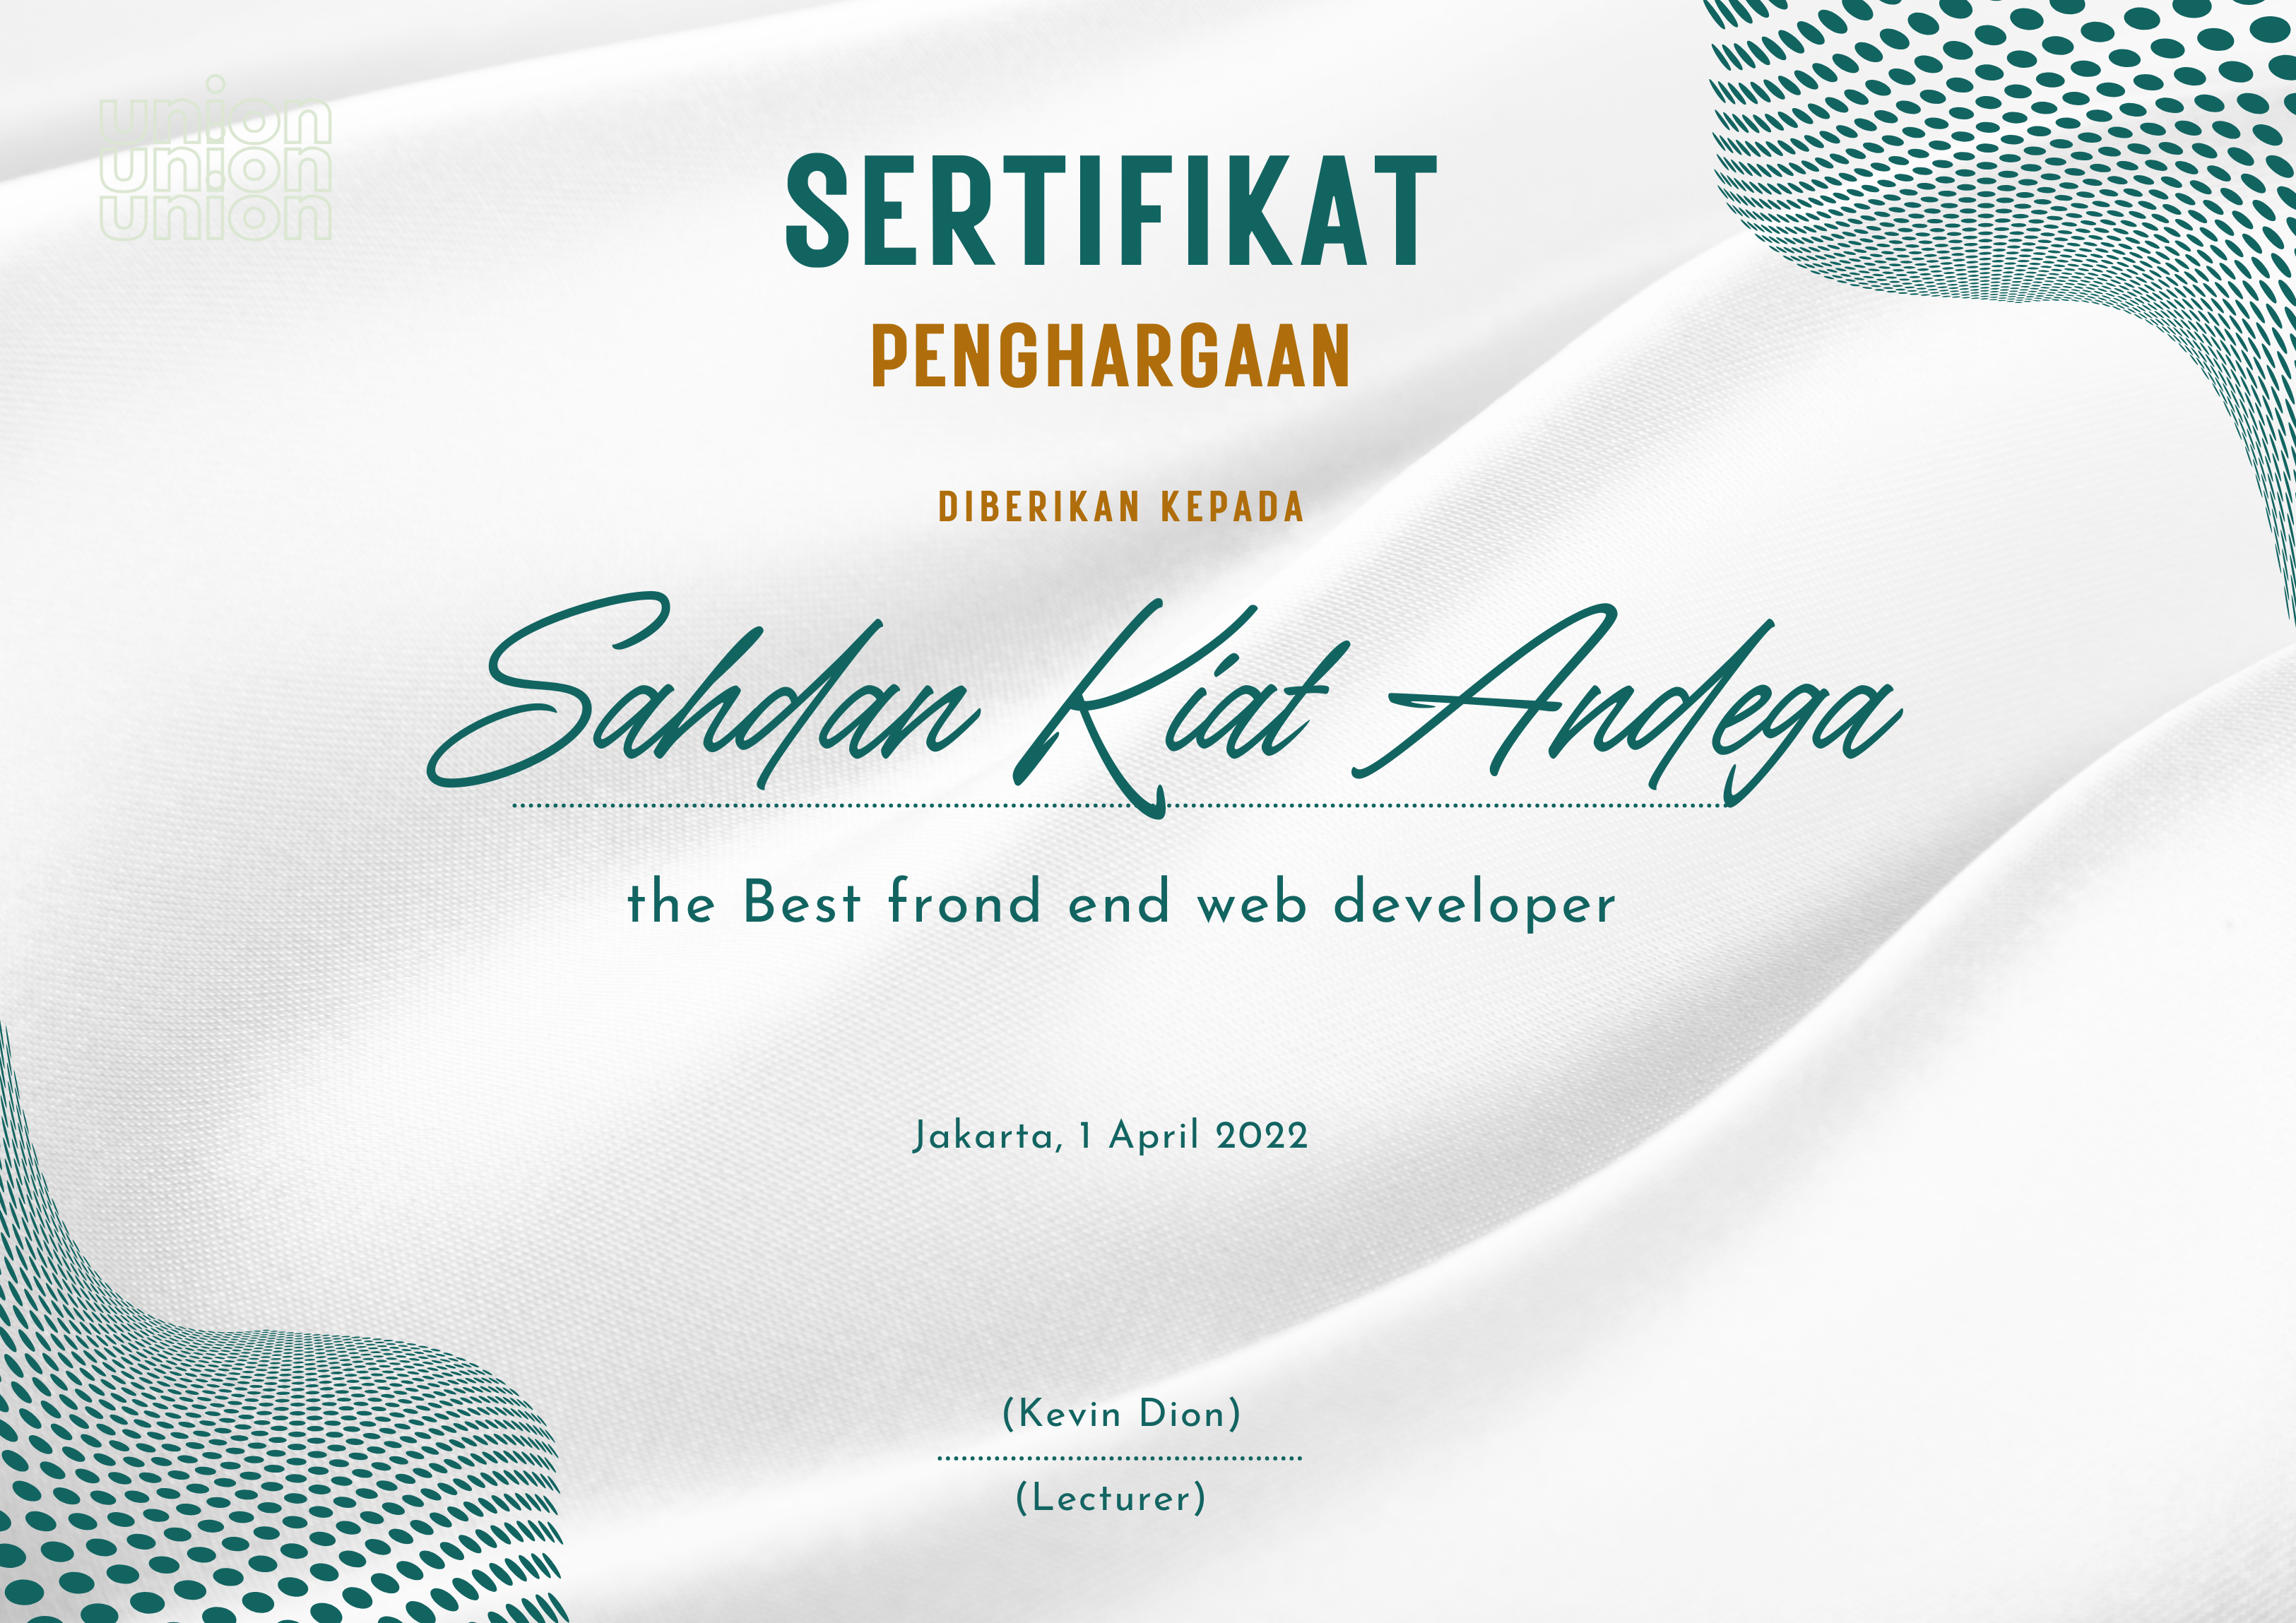 union
union
union
SERTIFIKAT
PENGHARGAAN
DIBERIKAN KEPADA
Sahdan Kiat Andega
the Best frond end web developer
Jakarta, 1 April 2022
(Kevin Dion)
(Lecturer)